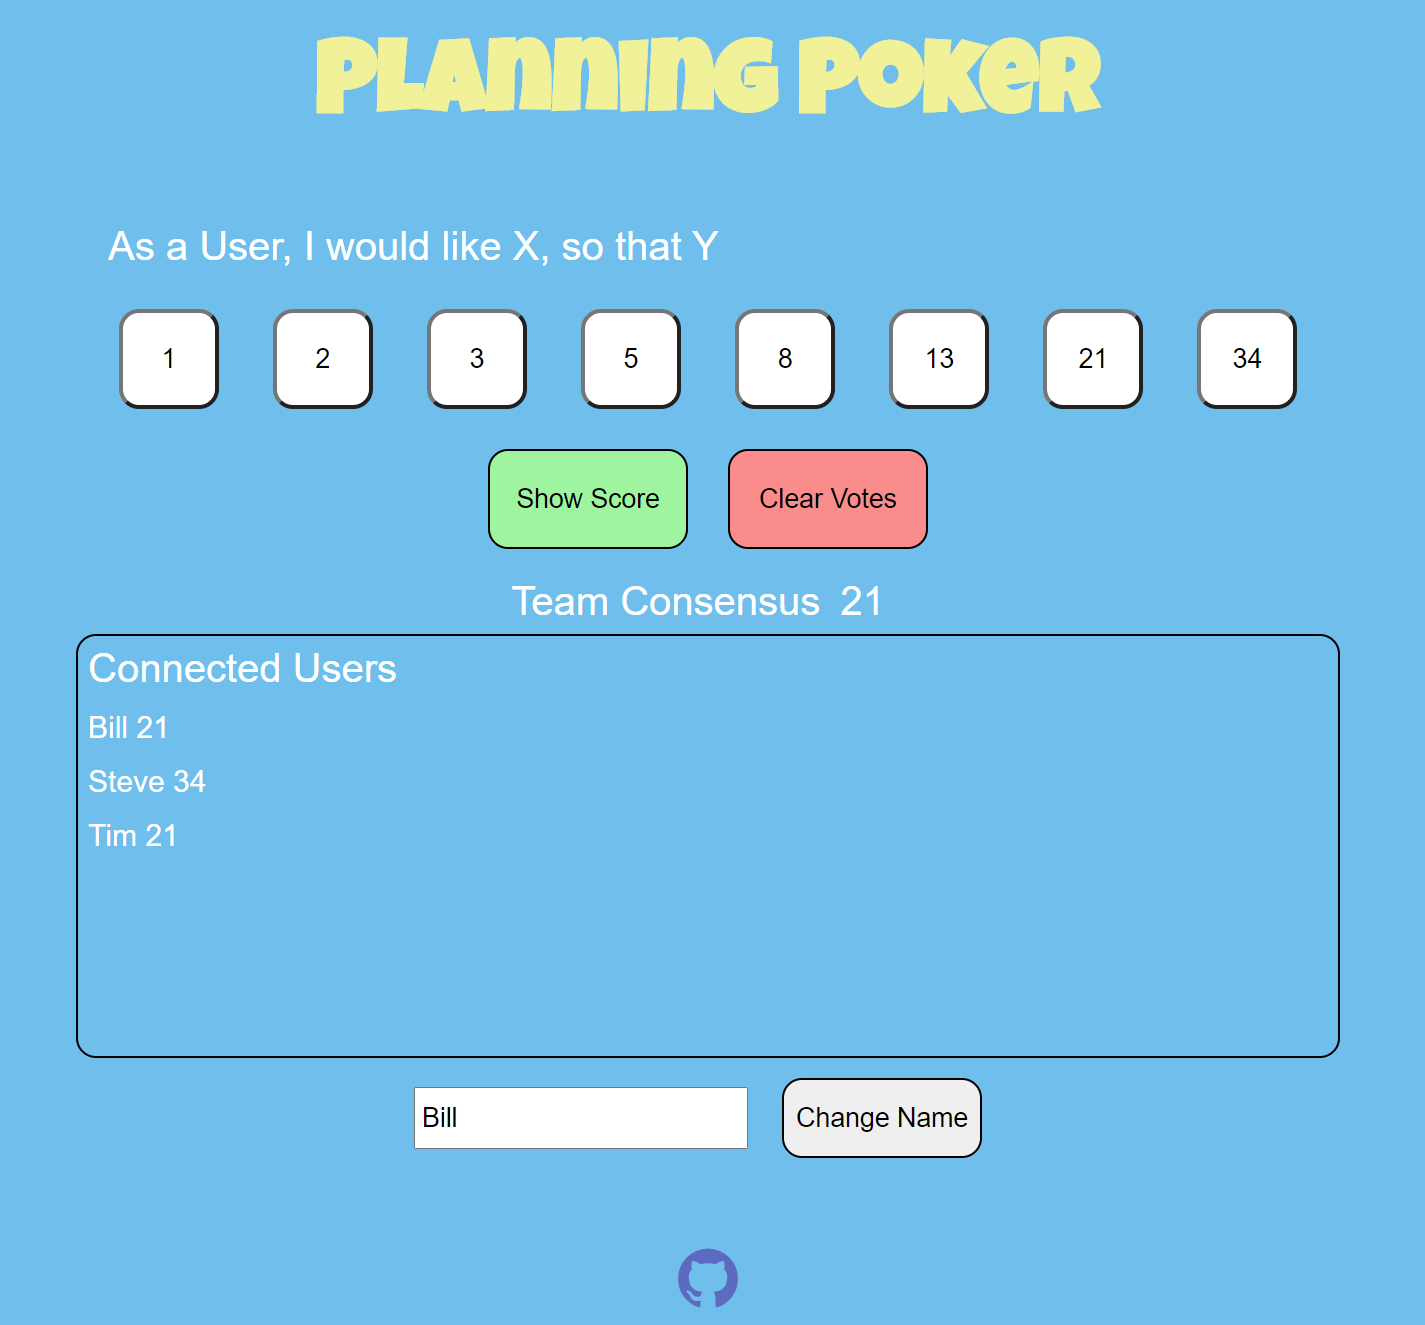 PLANNING POKER
As a User, I would like X, so that Y
1 2 3 5 8 13 21 34
Show Score Clear Votes
Team Consensus 21
Connected Users
Bill 21
Steve 34
Tim 21
Bill Change Name